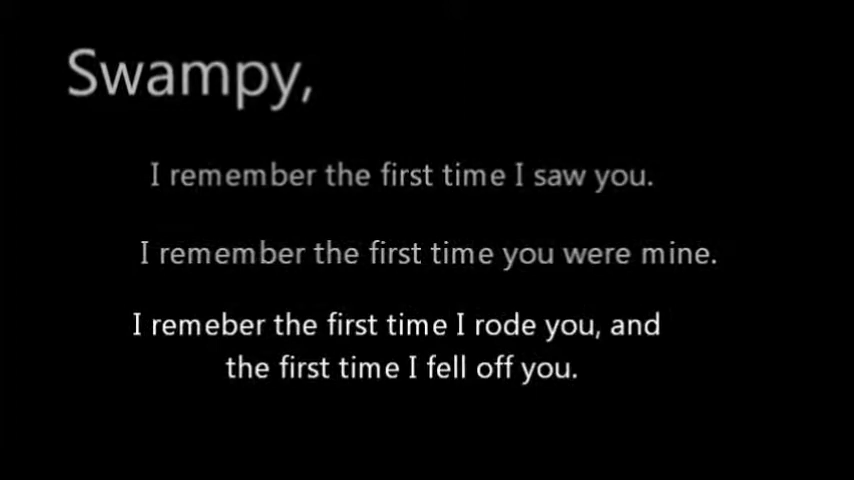 Swampy,
I remember the first time I saw you.
I remember the first time you were mine.
I remeber the first time I rode you, and
the first time I fell off you.